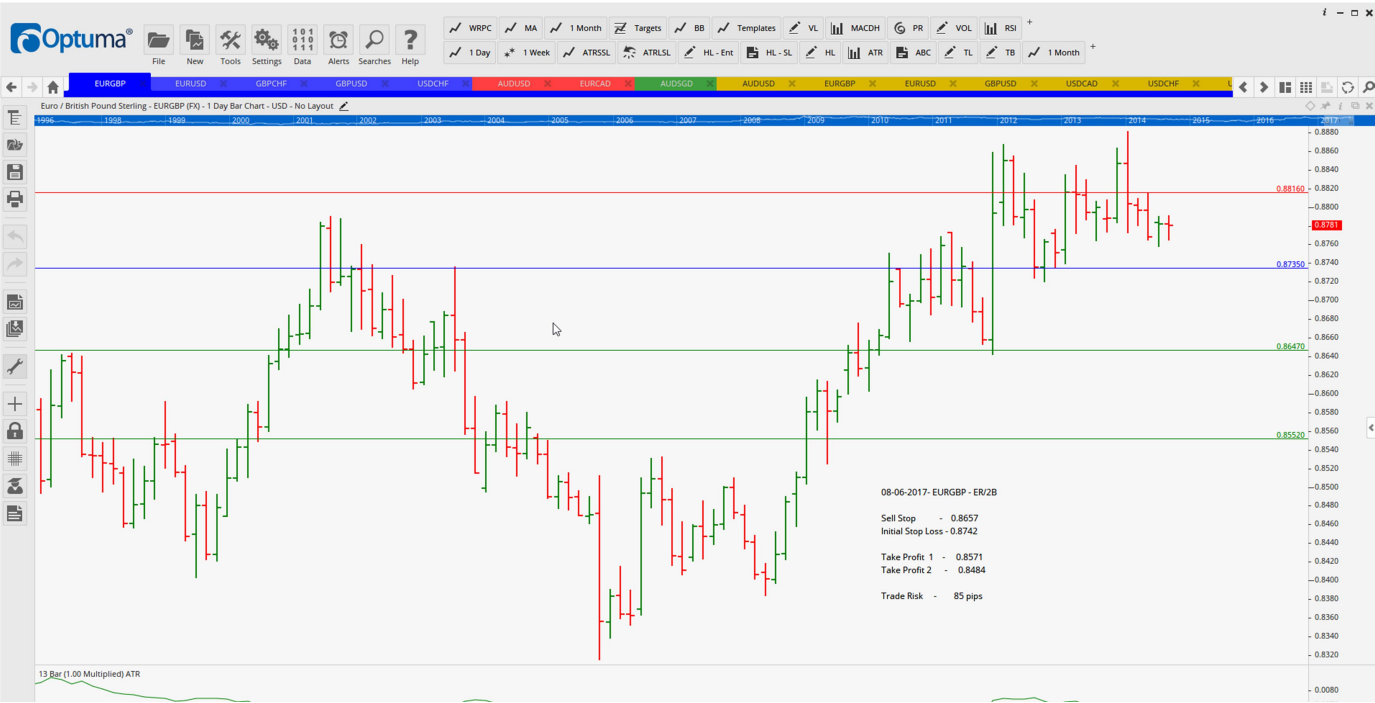 Optuma®
File New Tools Settings Data Alerts Searches Help
WRPC MA 1 Month Targets BB Templates VL MACDH PR VOL RSI
1 Day 1 Week ATRSSL ATRLSL HL - Ent HL - SL HL ATR ABC TL TB 1 Month
EURGBP EURUSD GBPCHF GBPUSD USDCHF AUDUSD EURCAD AUDSGD AUDUSD EURGBP EURUSD GBPUSD USDCAD USDCHF
Euro / British Pound Sterling - EURGBP (FX) - 1 Day Bar Chart - USD - No Layout
1996 1998 1999 2000 2001 2002 2003 2004 2005 2006 2007 2008 2009 2010 2011 2012 2013 2014 2015 2016 2017
0.8880
0.8860
0.8840
0.88160 0.8820
0.8800
0.8781
0.8760
0.87350 0.8740
0.8720
0.8700
0.8680
0.8660
0.86470 0.8640
0.8620
0.8600
0.8580
0.85520 0.8560
0.8540
0.8520
0.8500
0.8480
0.8460
0.8440
0.8420
0.8400
0.8380
0.8360
0.8340
0.8320
08-06-2017- EURGBP - ER/2B
Sell Stop - 0.8657
Initial Stop Loss - 0.8742
Take Profit 1 - 0.8571
Take Profit 2 - 0.8484
Trade Risk - 85 pips
13 Bar (1.00 Multiplied) ATR
0.0080